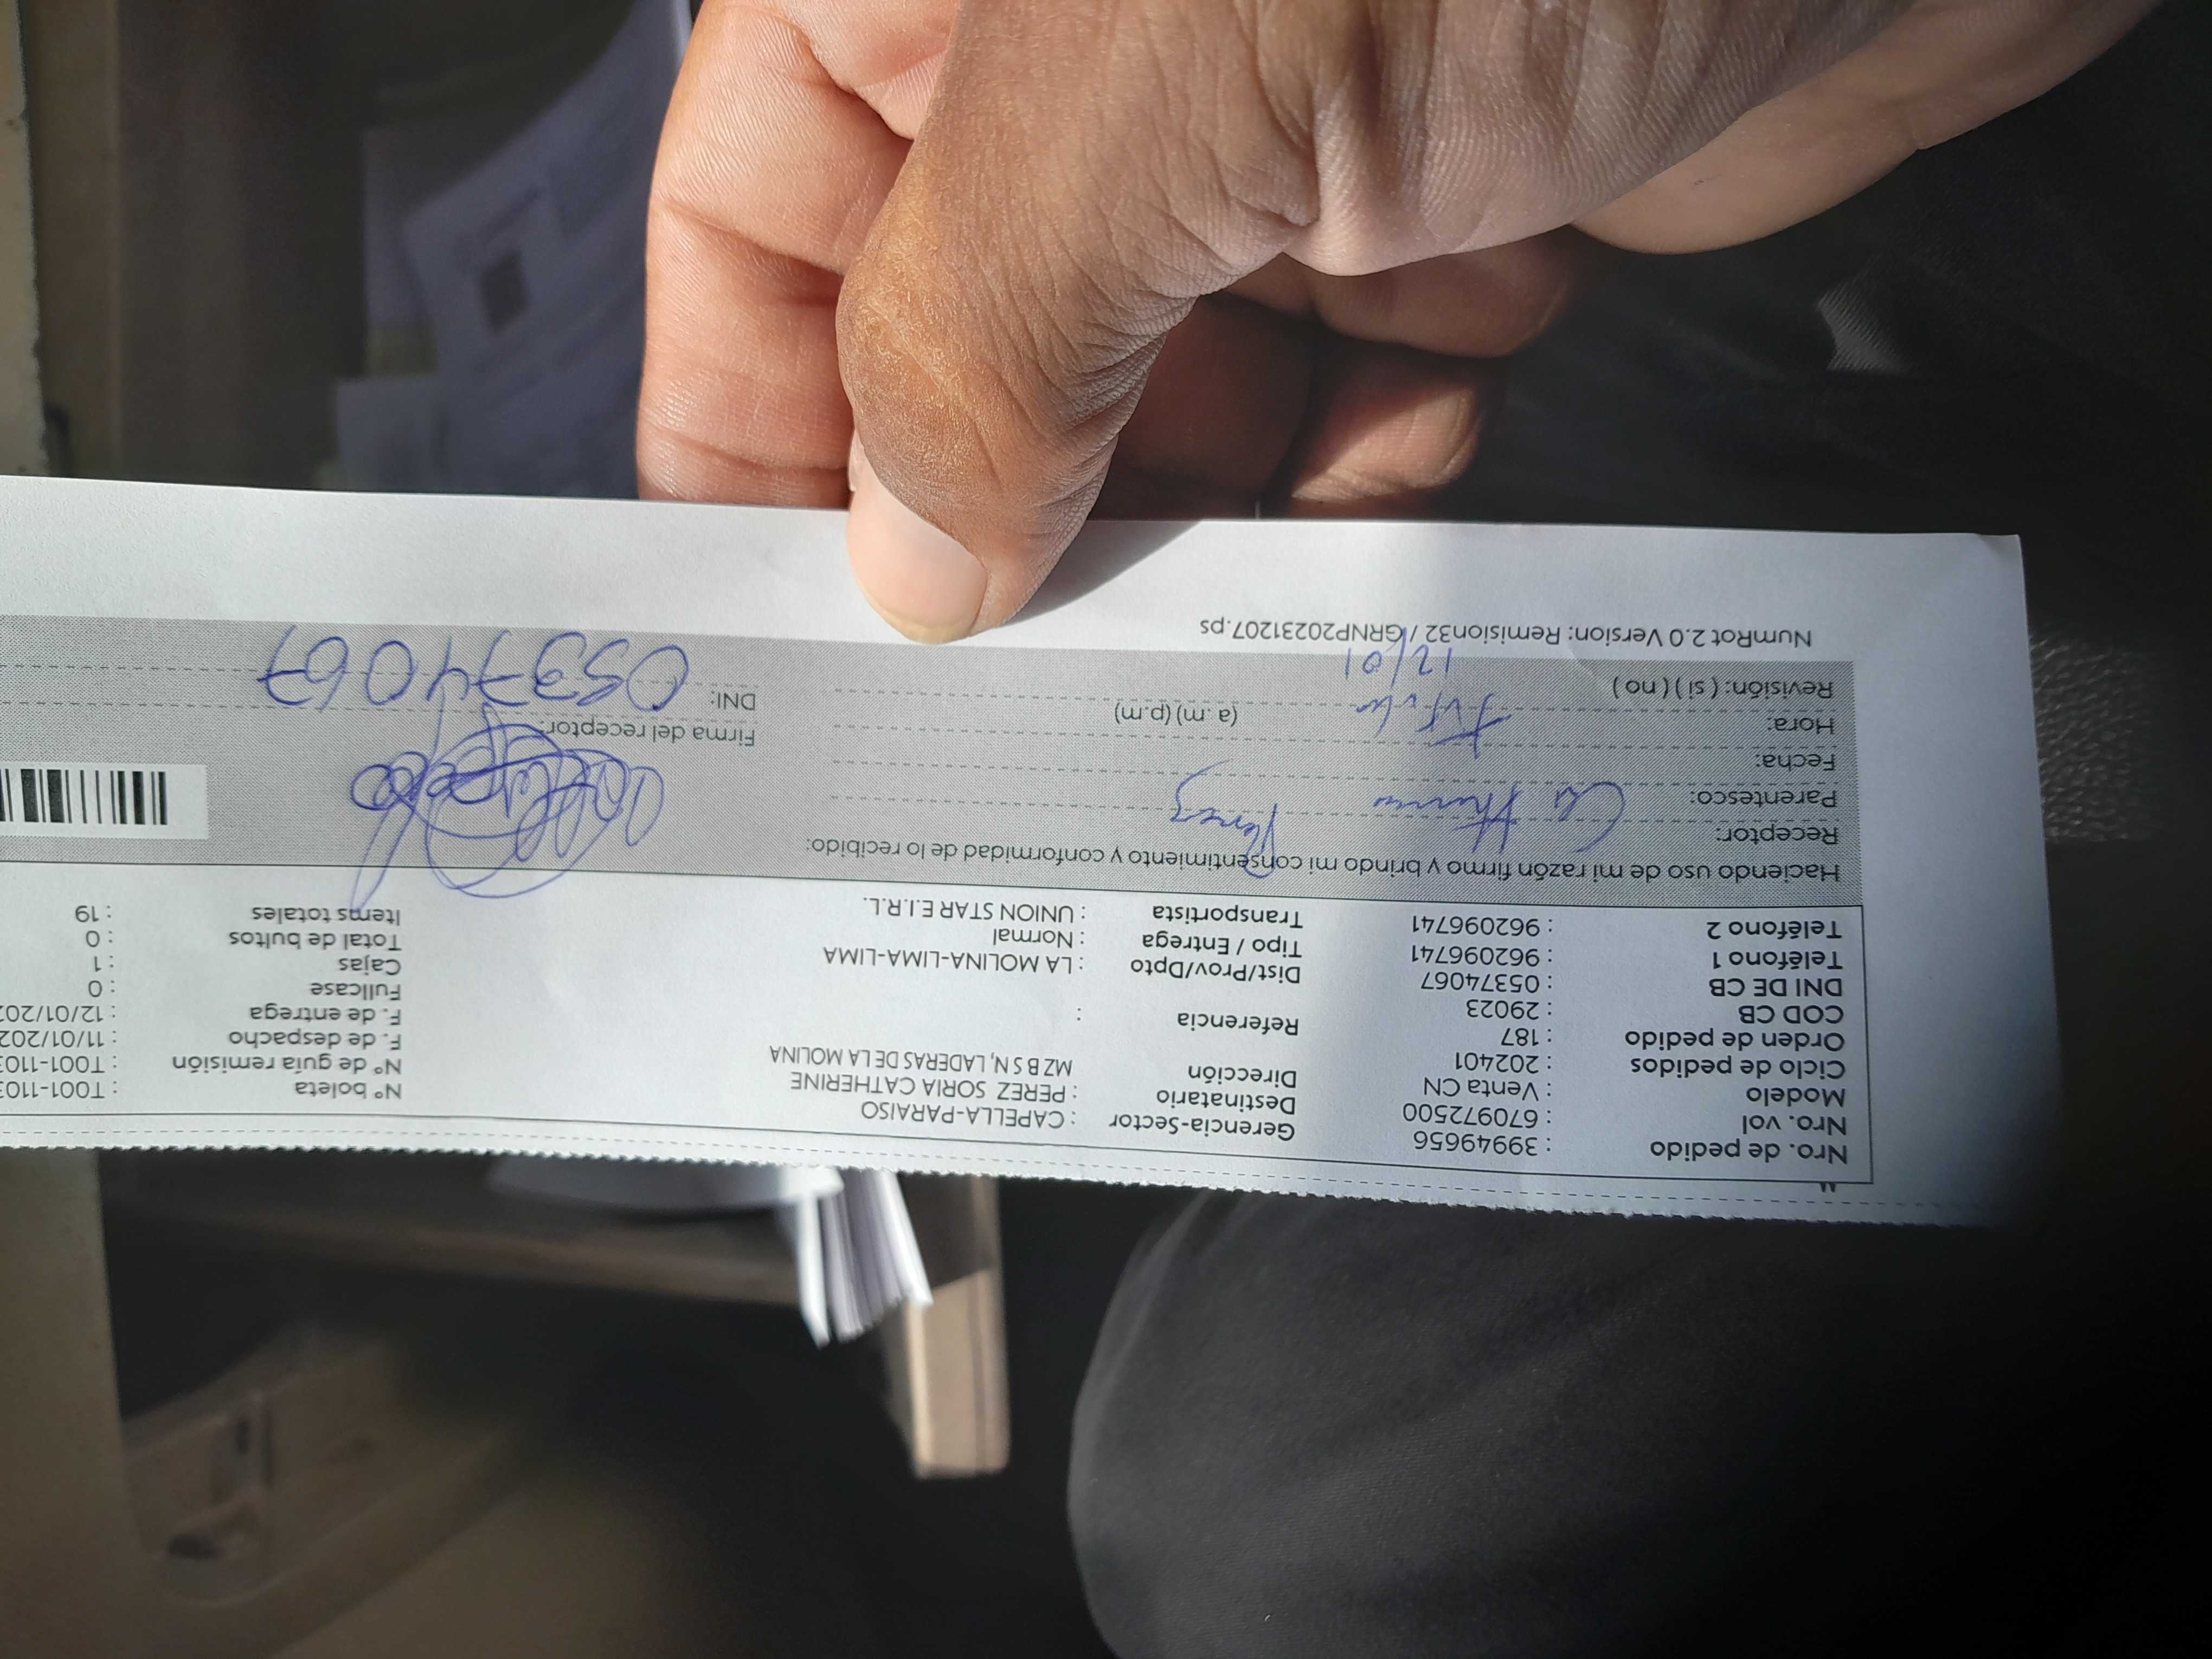 Nro. de pedido : 39949656
Nro. vol : 670972500
Modelo : Venta CN
Ciclo de pedidos : 202401
Orden de pedido : 187
COD CB : 29023
DNI DE CB : 05374067
Teléfono 1 : 962096741
Teléfono 2 : 962096741
Gerencia-Sector : CAPELLA-PARAISO
Destinatario : PEREZ SORIA CATHERINE
Dirección MZ B S N, LADERAS DE LA MOLINA
Referencia :
Dist/Prov/Dpto : LA MOLINA-LIMA-LIMA
Tipo / Entrega : Normal
Transportista : UNION STAR E.I.R.L.
N° boleta : T001-1103
N° de guía remisión : T001-1103
F. de despacho : 11/01/202
F. de entrega : 12/01/202
Fullcase : 0
Cajas : 1
Total de bultos : 0
Items totales : 19
Haciendo uso de mi razón firmo y brindo mi consentimiento y conformidad de lo recibido:
Receptor:
Parentesco: Perez
Fecha:
Hora: Titular (a. m) (p.m)
Revisión: ( si ) ( no ) 12/01
Firma del receptor:
DNI: 05374067
NumRot 2.0 Version: Remision32 / GRNP20231207.ps